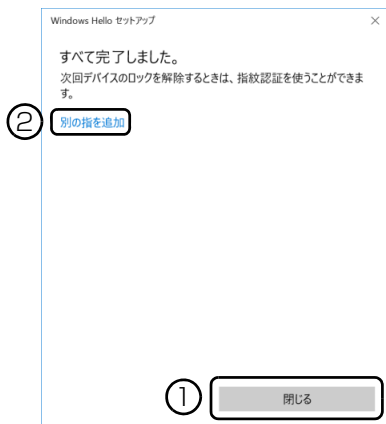 Windows Hello セットアップ
すべて完了しました。
次回デバイスのロックを解除するときは、指紋認証を使うことができま
す。
② 別の指を追加
① 閉じる